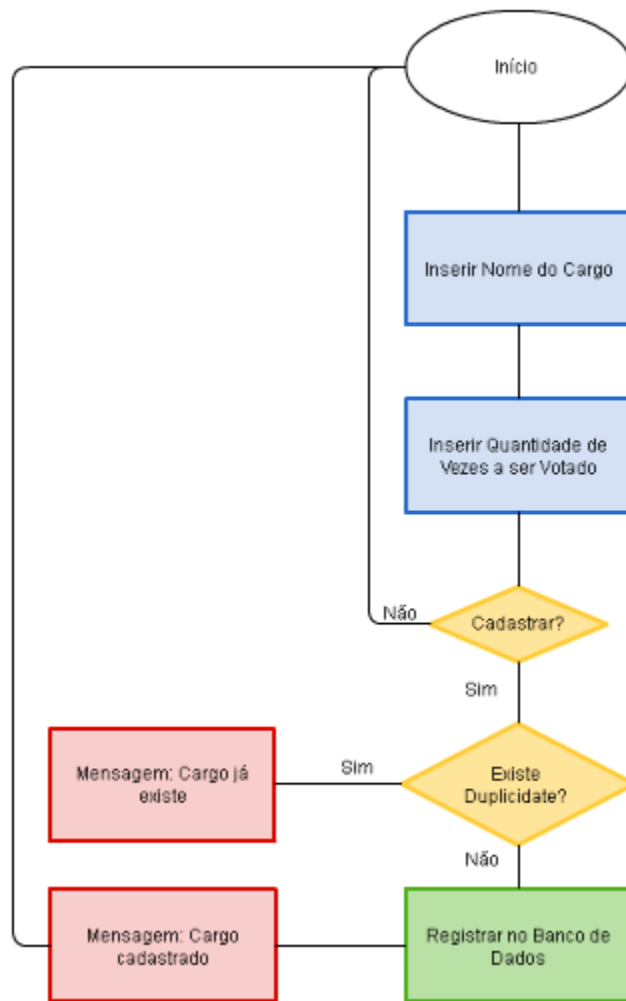 Início
Inserir Nome do Cargo
Inserir Quantidade de
Vezes a ser Votado
Não
Cadastrar?
Sim
Mensagem: Cargo já
existe
Sim
Existe
Duplicidate?
Não
Mensagem: Cargo
cadastrado
Registrar no Banco de
Dados